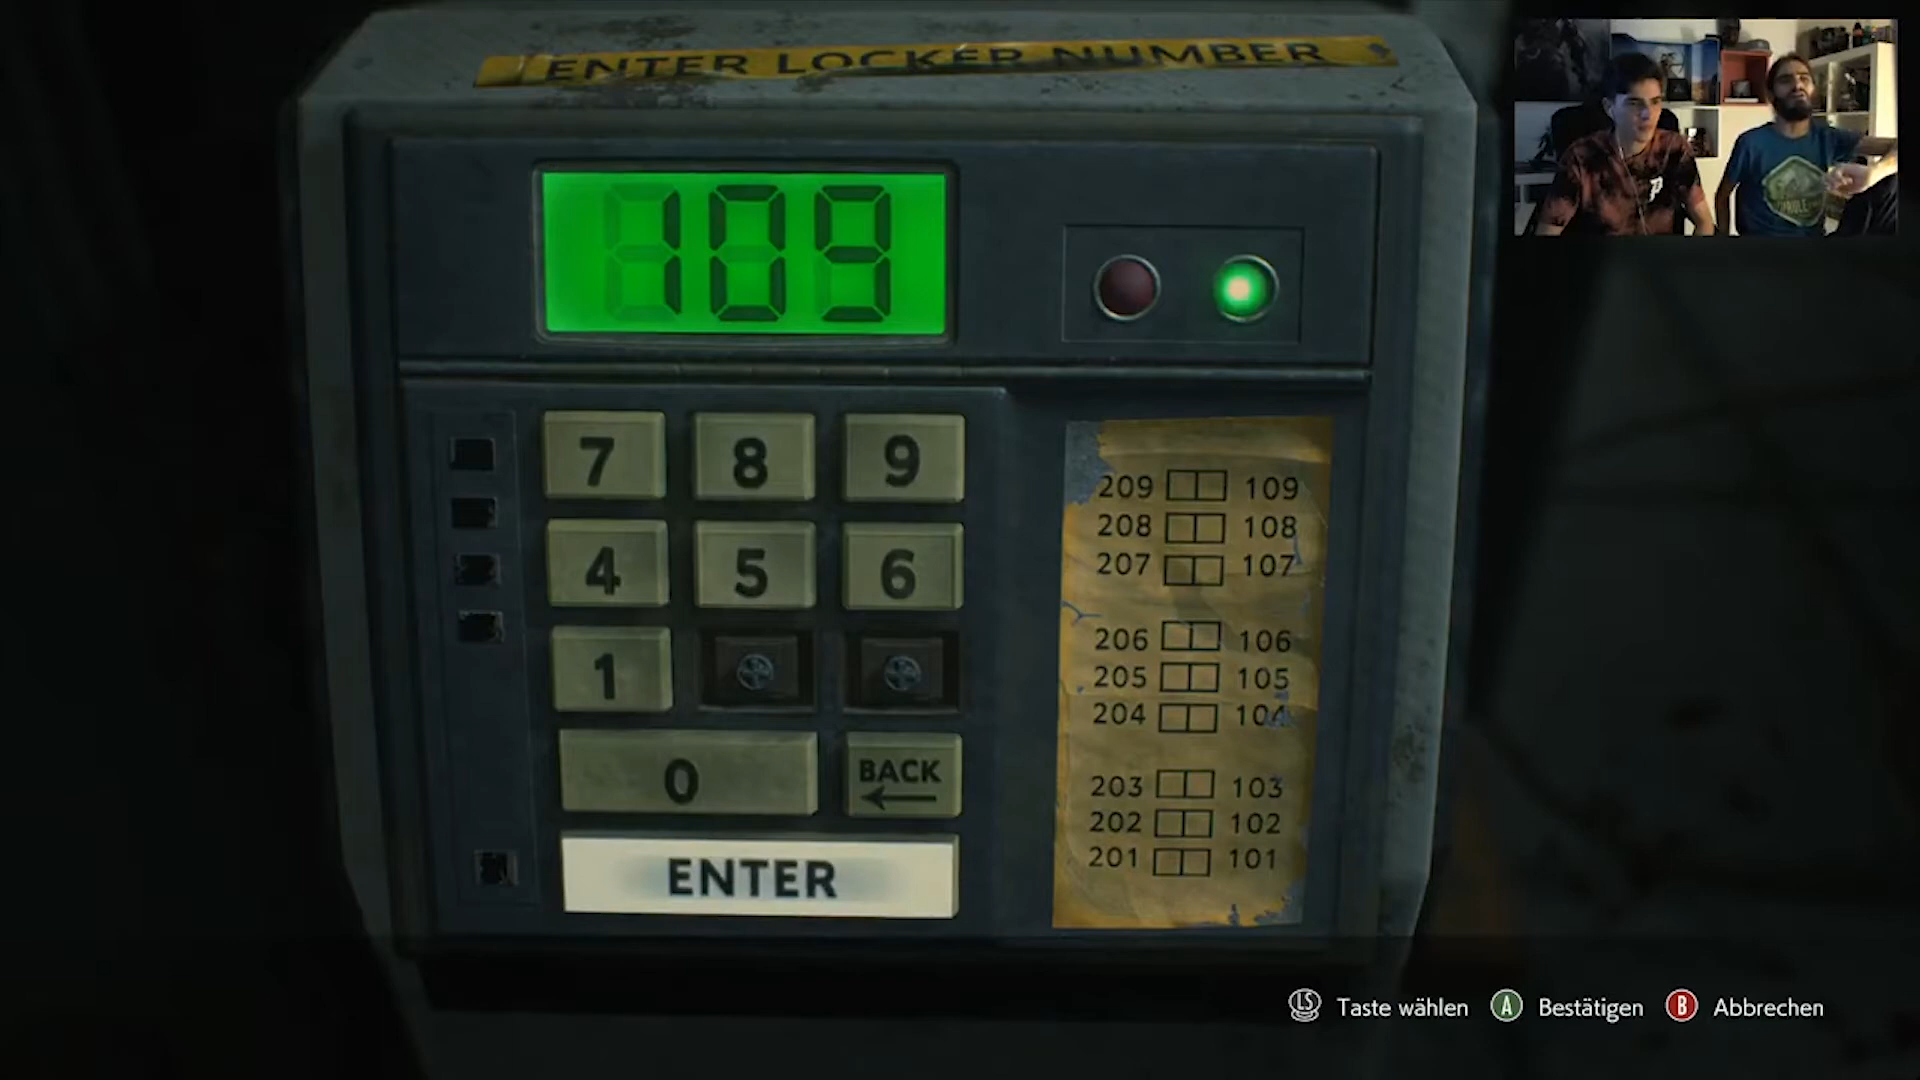 ENTER LOCKER NUMBER
109
7 8 9
4 5 6
1
0 BACK
ENTER
209 109
208 108
207 107
206 106
205 105
204 104
203 103
202 102
201 101
LS Taste wählen A Bestätigen B Abbrechen